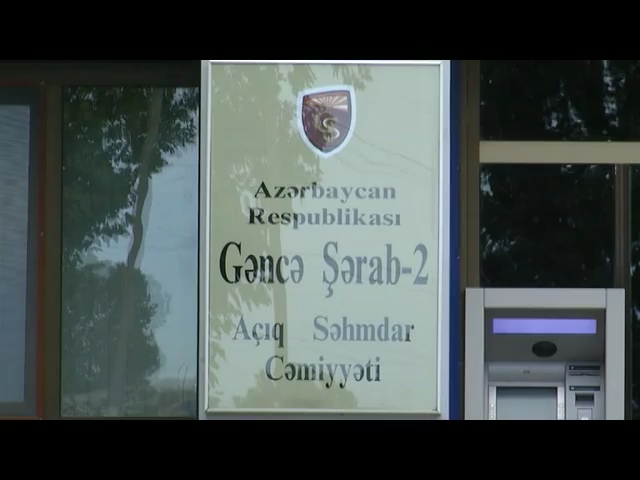 Azərbaycan
Respublikası
Gəncə Şərab-2
Açıq Səhmdar
Cəmiyyəti